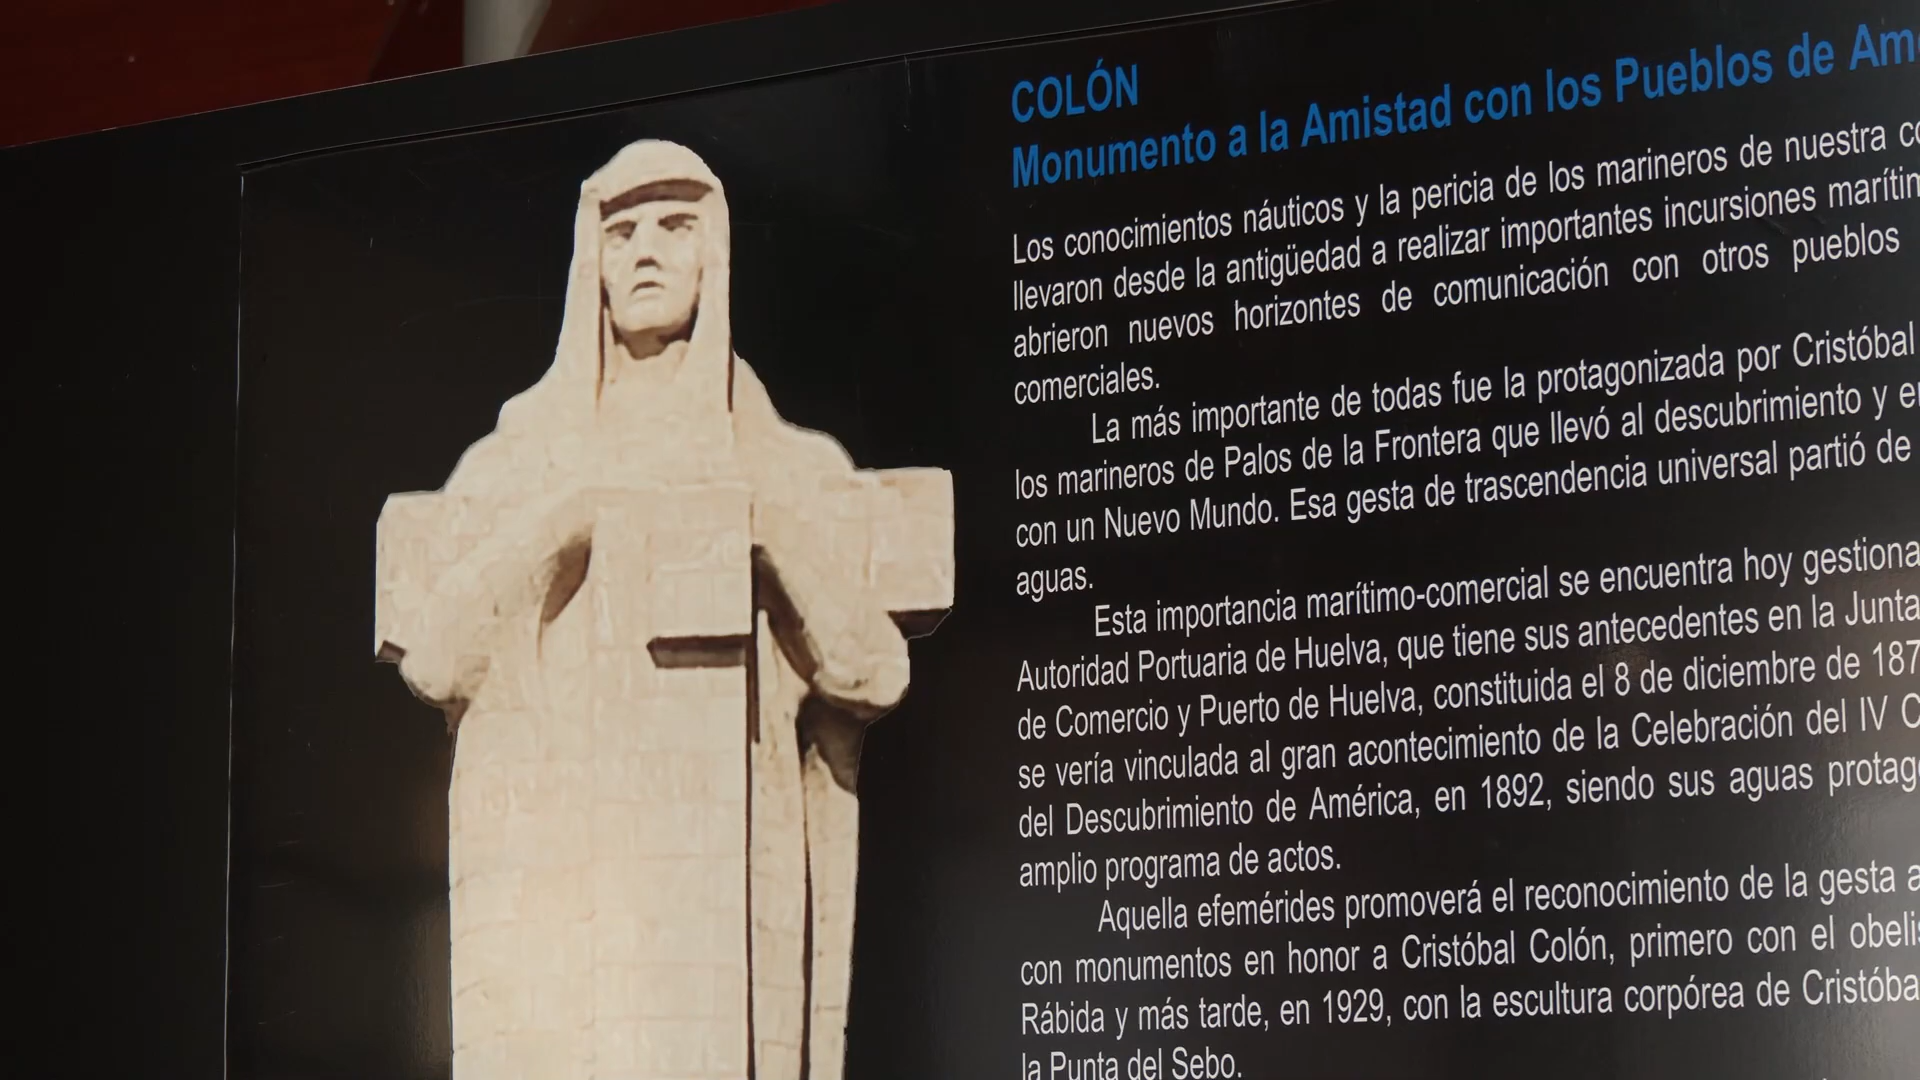 COLÓN
Monumento a la Amistad con los Pueblos de
Los conocimientos náuticos y la pericia de los marineros de nuestra
llevaron desde la antigüedad a realizar importantes incursiones
abrieron nuevos horizontes de comunicación con otros pueblos
comerciales.
La más importante de todas fue la protagonizada por Cristóbal
los marineros de Palos de la Frontera que llevó al descubrimiento y
con un Nuevo Mundo. Esa gesta de trascendencia universal partió de
aguas.
Esta importancia marítimo-comercial se encuentra hoy
Autoridad Portuaria de Huelva, que tiene sus antecedentes en la Junta
de Comercio y Puerto de Huelva, constituida el 8 de diciembre de
se vería vinculada al gran acontecimiento de la Celebración del IV
del Descubrimiento de América, en 1892, siendo sus aguas
amplio programa de actos.
Aquella efemérides promoverá el reconocimiento de la gesta
con monumentos en honor a Cristóbal Colón, primero con el
Rábida y más tarde, en 1929, con la escultura corpórea de
la Punta del Sebo.